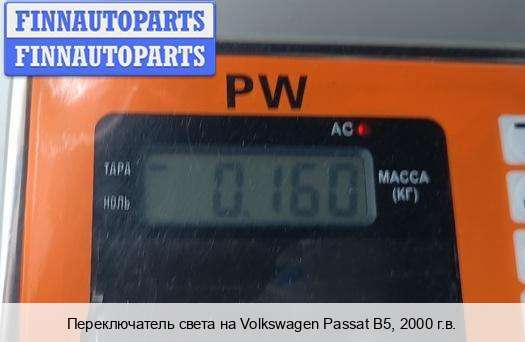 FINNAUTOPARTS
FINNAUTOPARTS
PW
AC
ТАРА
НОЛЬ
0.160
МАССА
(КГ)
Переключатель света на Volkswagen Passat B5, 2000 г.в.